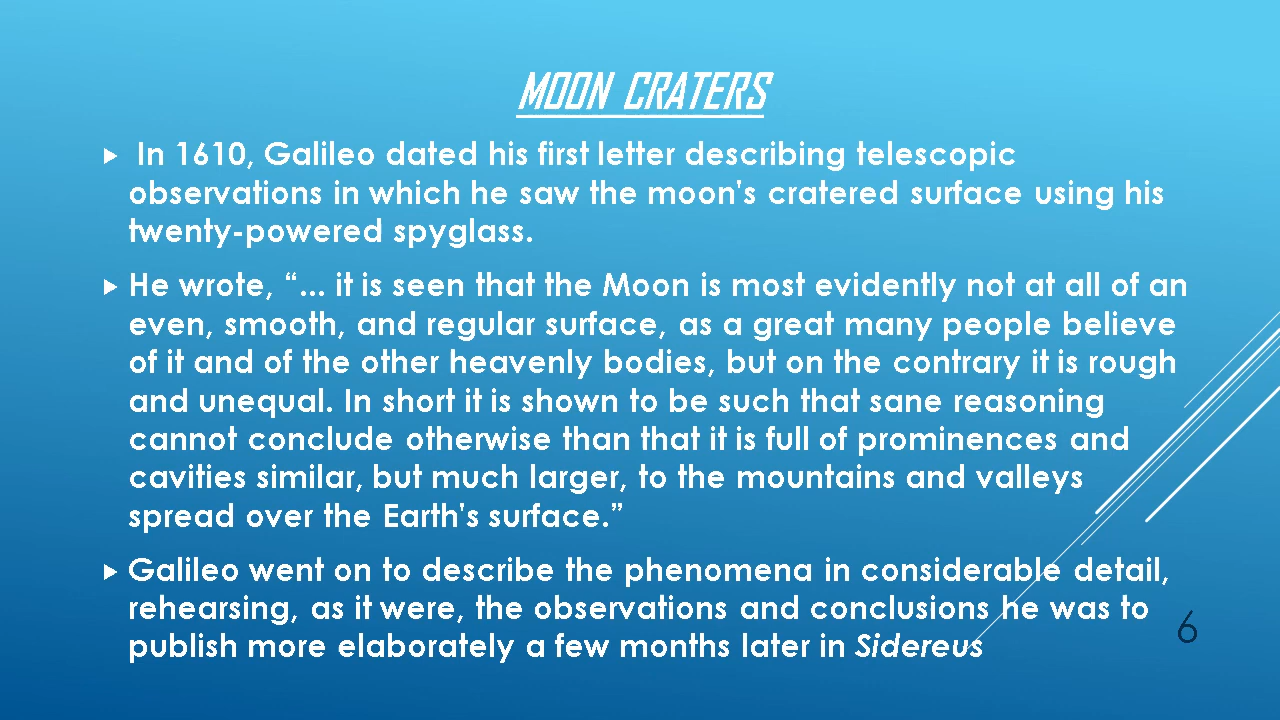 MOON CRATERS
In 1610, Galileo dated his first letter describing telescopic
observations in which he saw the moon's cratered surface using his
twenty-powered spyglass.
He wrote, “... it is seen that the Moon is most evidently not at all of an
even, smooth, and regular surface, as a great many people believe
of it and of the other heavenly bodies, but on the contrary it is rough
and unequal. In short it is shown to be such that sane reasoning
cannot conclude otherwise than that it is full of prominences and
cavities similar, but much larger, to the mountains and valleys
spread over the Earth's surface.”
Galileo went on to describe the phenomena in considerable detail,
rehearsing, as it were, the observations and conclusions he was to
publish more elaborately a few months later in Sidereus
6